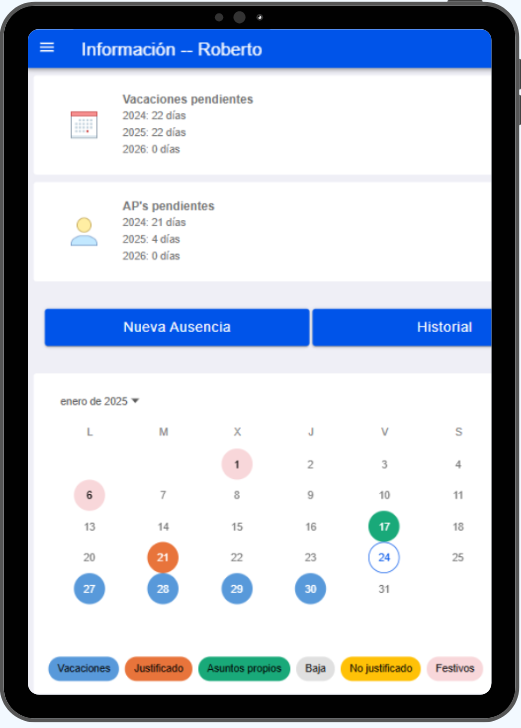 Información -- Roberto
Vacaciones pendientes
2024: 22 días
2025: 22 días
2026: 0 días
AP's pendientes
2024: 21 días
2025: 4 días
2026: 0 días
Nueva Ausencia Historial
enero de 2025
L M X J V S
1 2 3 4
6 7 8 9 10 11
13 14 15 16 17 18
20 21 22 23 24 25
27 28 29 30 31
Vacaciones Justificado Asuntos propios Baja No justificado Festivos